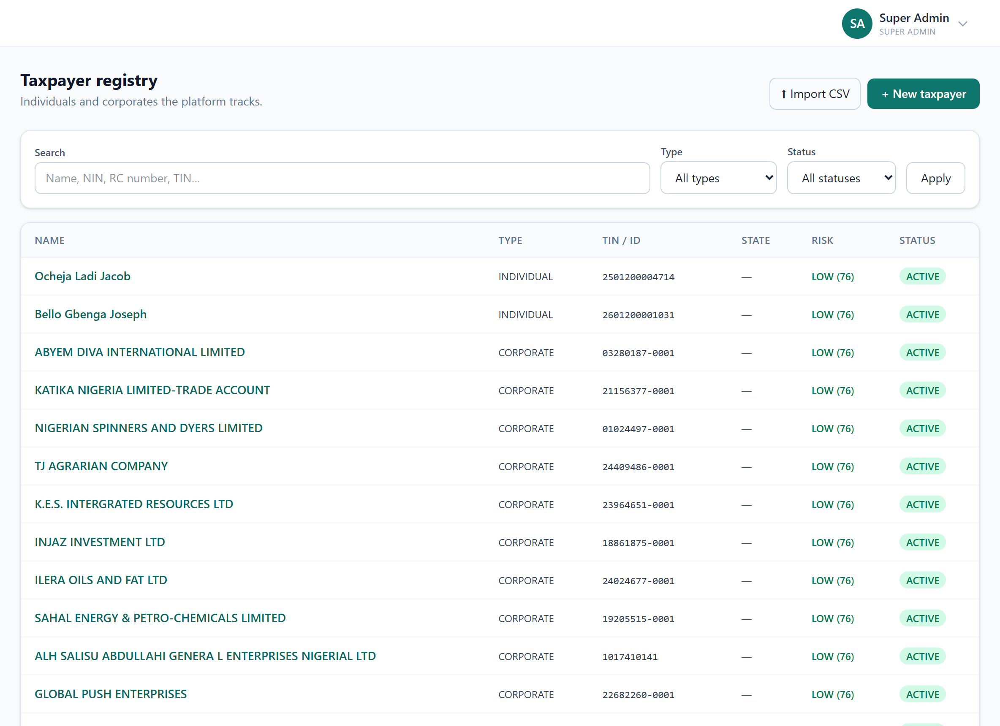 SA
Super Admin
SUPER ADMIN
Taxpayer registry
Individuals and corporates the platform tracks.
⬆ Import CSV
+ New taxpayer
Search
Type
Status
Name, NIN, RC number, TIN...
All types
All statuses
Apply
NAME TYPE TIN / ID STATE RISK STATUS
Ocheja Ladi Jacob INDIVIDUAL 2501200004714 — LOW (76) ACTIVE
Bello Gbenga Joseph INDIVIDUAL 2601200001031 — LOW (76) ACTIVE
ABYEM DIVA INTERNATIONAL LIMITED CORPORATE 03280187-0001 — LOW (76) ACTIVE
KATIKA NIGERIA LIMITED-TRADE ACCOUNT CORPORATE 21156377-0001 — LOW (76) ACTIVE
NIGERIAN SPINNERS AND DYERS LIMITED CORPORATE 01024497-0001 — LOW (76) ACTIVE
TJ AGRARIAN COMPANY CORPORATE 24409486-0001 — LOW (76) ACTIVE
K.E.S. INTERGRATED RESOURCES LTD CORPORATE 23964651-0001 — LOW (76) ACTIVE
INJAZ INVESTMENT LTD CORPORATE 18861875-0001 — LOW (76) ACTIVE
ILERA OILS AND FAT LTD CORPORATE 24024677-0001 — LOW (76) ACTIVE
SAHAL ENERGY & PETRO-CHEMICALS LIMITED CORPORATE 19205515-0001 — LOW (76) ACTIVE
ALH SALISU ABDULLAHI GENERA L ENTERPRISES NIGERIAL LTD CORPORATE 1017410141 — LOW (76) ACTIVE
GLOBAL PUSH ENTERPRISES CORPORATE 22682260-0001 — LOW (76) ACTIVE